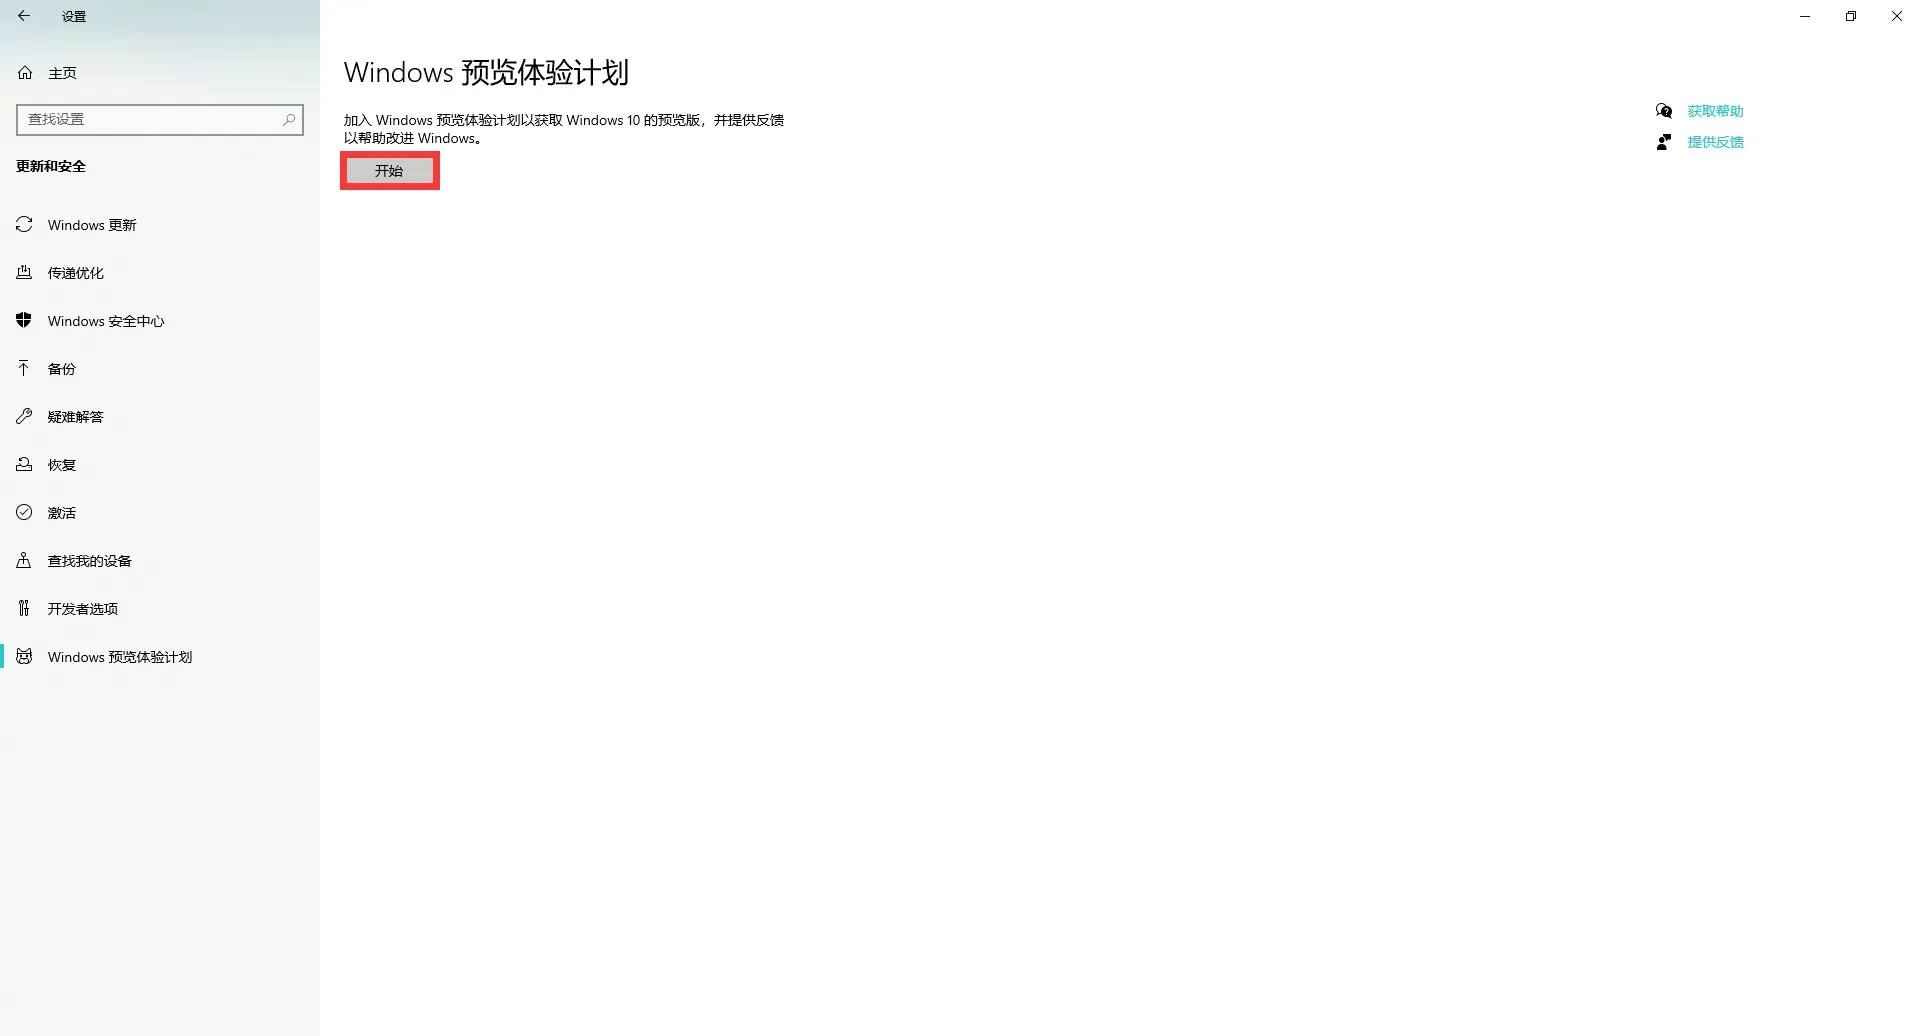 设置
主页
查找设置
更新和安全
Windows 更新
传递优化
Windows 安全中心
备份
疑难解答
恢复
激活
查找我的设备
开发者选项
Windows 预览体验计划
Windows 预览体验计划
加入 Windows 预览体验计划以获取 Windows 10 的预览版，并提供反馈
以帮助改进 Windows。
开始
获取帮助
提供反馈